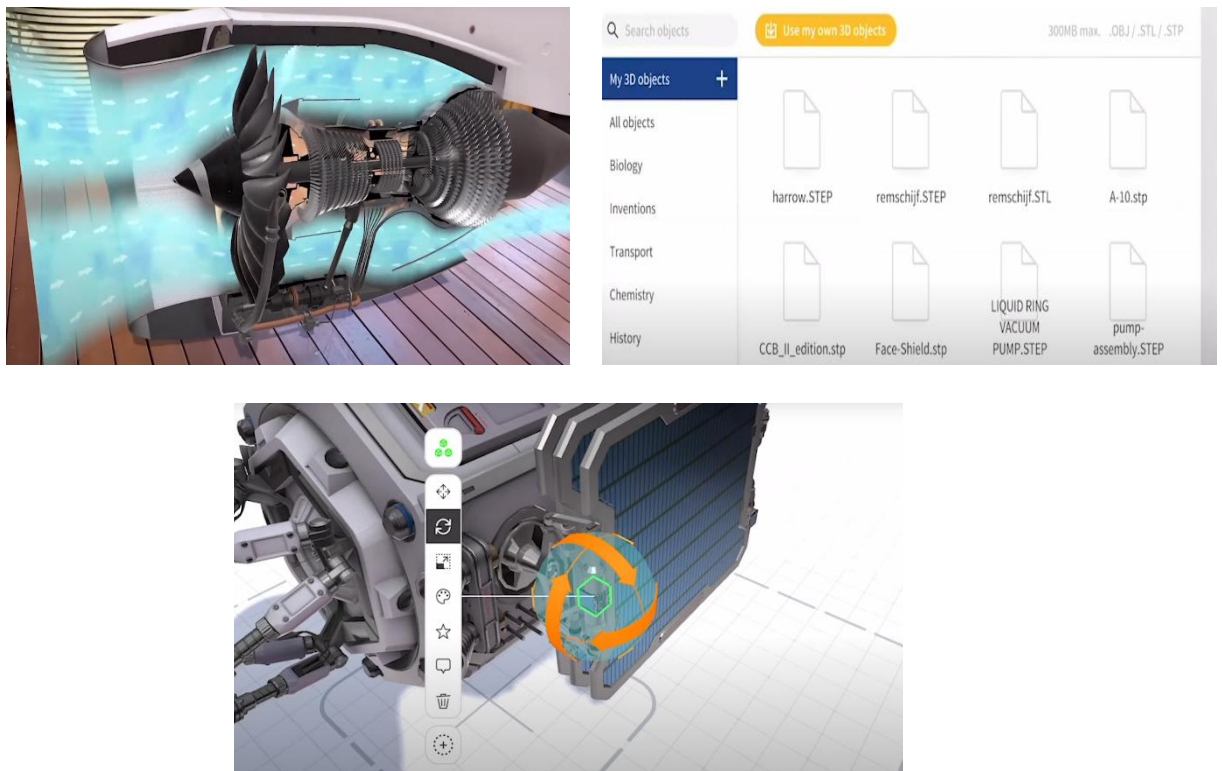 Search objects
Use my own 3D objects
300MB max. .OBJ / .STL / .STP
My 3D objects +
All objects
Biology
Inventions
Transport
Chemistry
History
harrow.STEP
remschijf.STEP
remschijf.STL
A-10.stp
CCB_II_edition.stp
Face-Shield.stp
LIQUID RING
VACUUM
PUMP.STEP
pump-
assembly.STEP